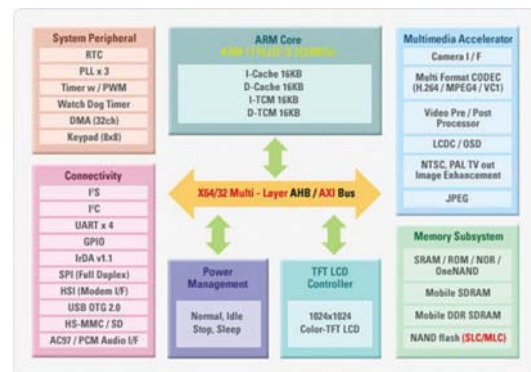 System Peripheral
RTC
PLL x 3
Timer w / PWM
Watch Dog Timer
DMA (32ch)
Keypad (8x8)
Connectivity
I²S
I²C
UART x 4
GPIO
IrDA v1.1
SPI (Full Duplex)
HSI (Modem I/F)
USB OTG 2.0
HS-MMC / SD
AC97 / PCM Audio I/F
ARM Core
I-Cache 16KB
D-Cache 16KB
I-TCM 16KB
D-TCM 16KB
X64/32 Multi - Layer AHB / AXI Bus
Power
Management
Normal, Idle
Stop, Sleep
TFT LCD
Controller
1024x1024
Color-TFT LCD
Multimedia Accelerator
Camera I / F
Multi Format CODEC
(H.264 / MPEG4 / VC1)
Video Pre / Post
Processor
LCDC / OSD
NTSC, PAL TV out
Image Enhancement
JPEG
Memory Subsystem
SRAM / ROM / NOR /
OneNAND
Mobile SDRAM
Mobile DDR SDRAM
NAND flash (SLC/MLC)